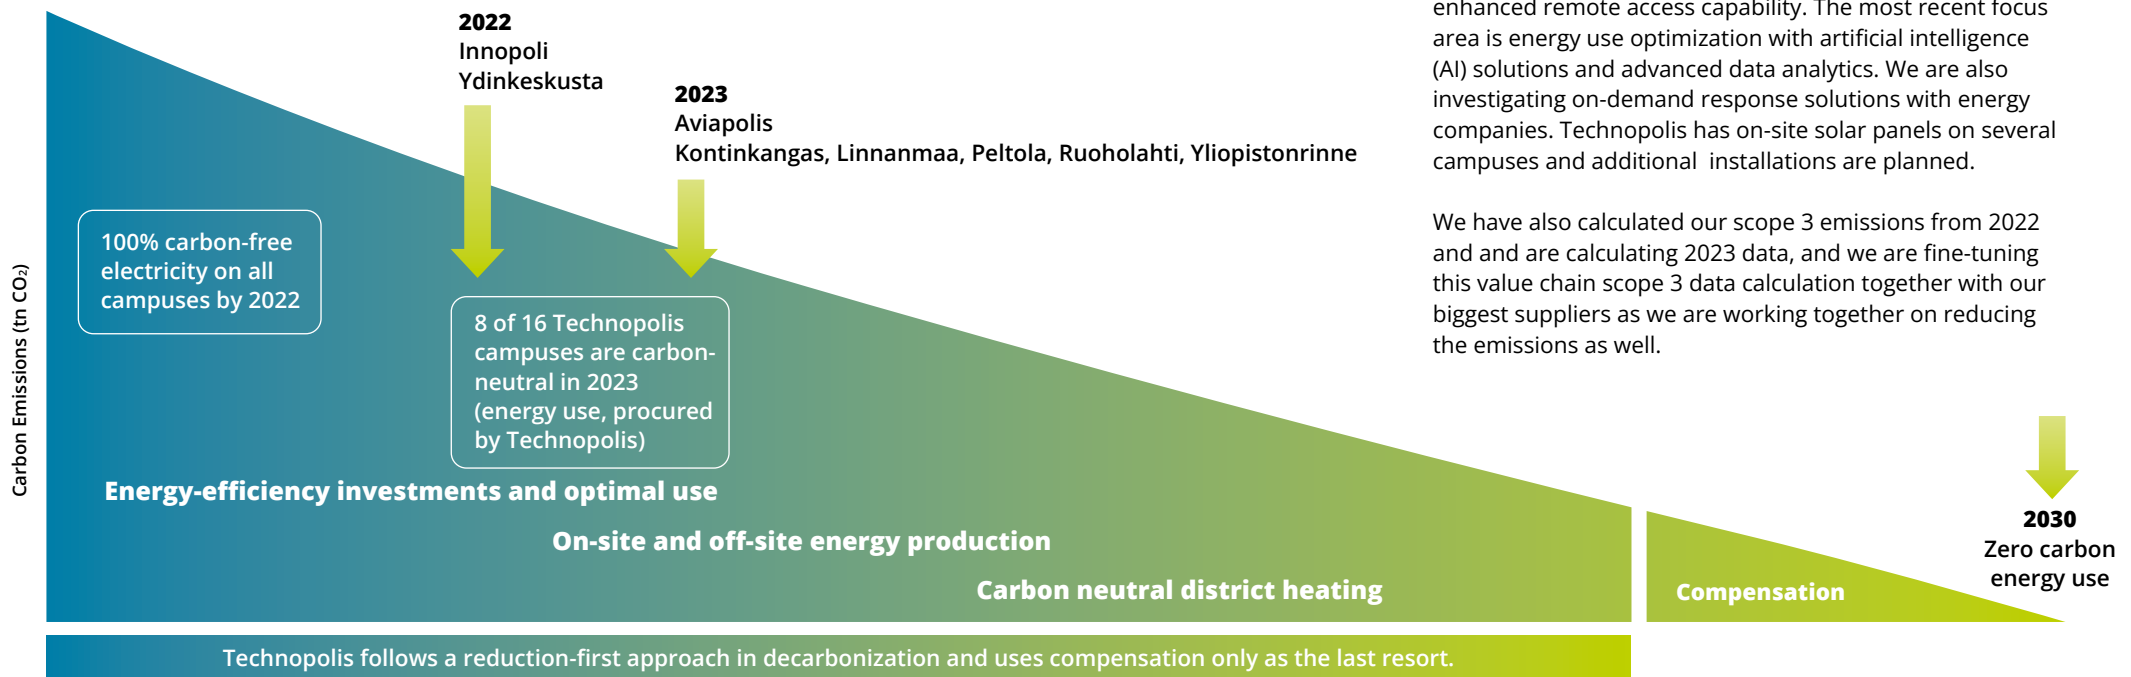 Carbon Emissions (tn CO₂)
2022
Innopoli
Ydinkeskusta
2023
Aviapolis
Kontinkangas, Linnanmaa, Peltola, Ruoholahti, Yliopistonrinne
100% carbon-free
electricity on all
campuses by 2022
8 of 16 Technopolis
campuses are carbon-
neutral in 2023
(energy use, procured
by Technopolis)
Energy-efficiency investments and optimal use
On-site and off-site energy production
Carbon neutral district heating
Compensation
2030
Zero carbon
energy use
Technopolis follows a reduction-first approach in decarbonization and uses compensation only as the last resort.
enhanced remote access capability. The most recent focus
area is energy use optimization with artificial intelligence
(AI) solutions and advanced data analytics. We are also
investigating on-demand response solutions with energy
companies. Technopolis has on-site solar panels on several
campuses and additional  installations are planned.
We have also calculated our scope 3 emissions from 2022
and and are calculating 2023 data, and we are fine-tuning
this value chain scope 3 data calculation together with our
biggest suppliers as we are working together on reducing
the emissions as well.